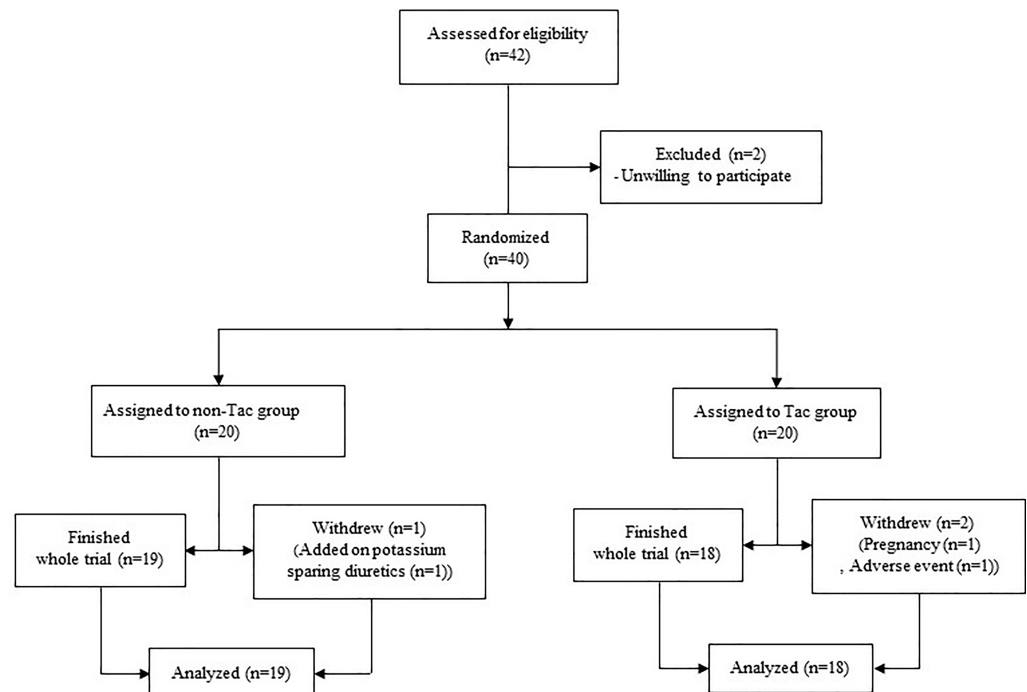 Assessed for eligibility
(n=42)
Excluded (n=2)
- Unwilling to participate
Randomized
(n=40)
Assigned to non-Tac group
(n=20)
Assigned to Tac group
(n=20)
Finished
whole trial (n=19)
Withdrew (n=1)
(Added on potassium
sparing diuretics (n=1))
Finished
whole trial (n=18)
Withdrew (n=2)
(Pregnancy (n=1)
, Adverse event (n=1))
Analyzed (n=19)
Analyzed (n=18)